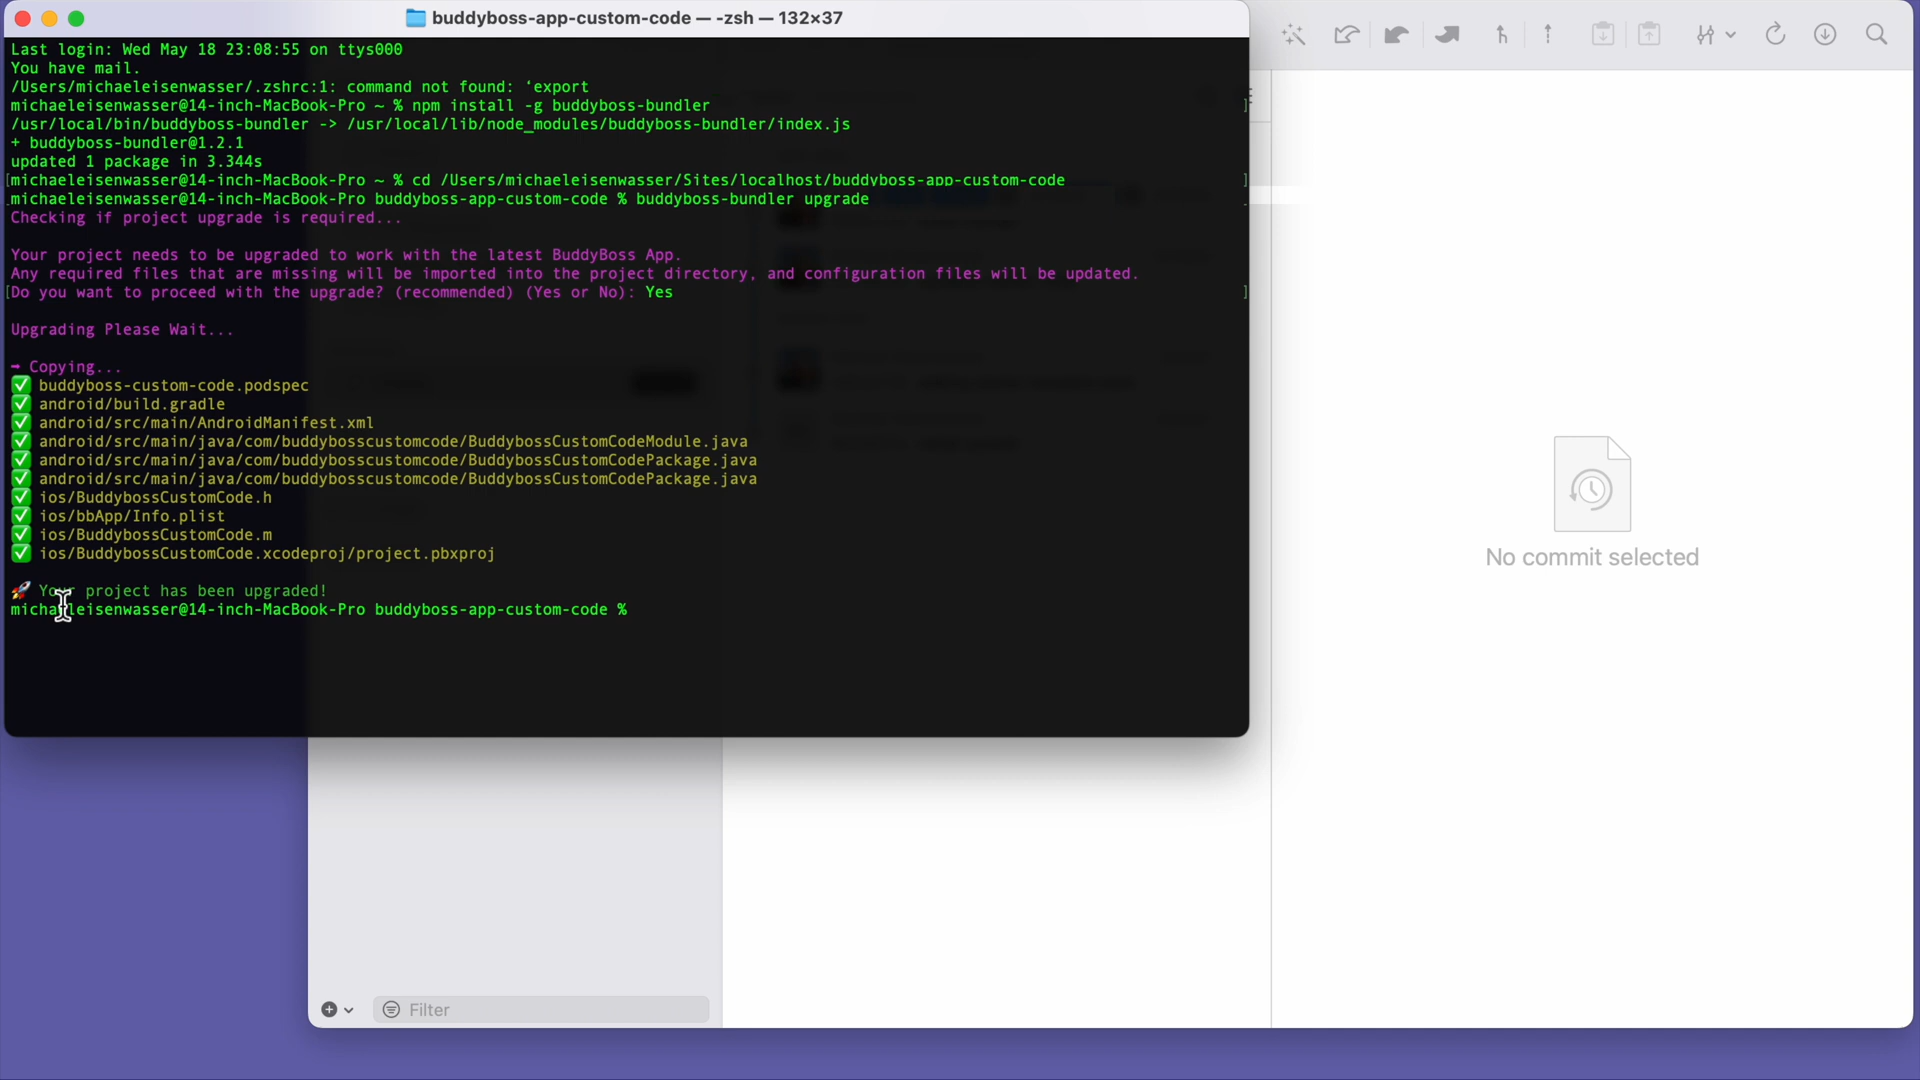 buddyboss-app-custom-code — -zsh — 132×37
Last login: Wed May 18 23:08:55 on ttys000
You have mail.
/Users/michaeleisenwasser/.zshrc:1: command not found: ‘export
michaeleisenwasser@14-inch-MacBook-Pro ~ % npm install -g buddyboss-bundler
/usr/local/bin/buddyboss-bundler -> /usr/local/lib/node_modules/buddyboss-bundler/index.js
+ buddyboss-bundler@1.2.1
updated 1 package in 3.344s
[michaeleisenwasser@14-inch-MacBook-Pro ~ % cd /Users/michaeleisenwasser/Sites/localhost/buddyboss-app-custom-code ]
michaeleisenwasser@14-inch-MacBook-Pro buddyboss-app-custom-code % buddyboss-bundler upgrade
Checking if project upgrade is required...
Your project needs to be upgraded to work with the latest BuddyBoss App.
Any required files that are missing will be imported into the project directory, and configuration files will be updated.
[Do you want to proceed with the upgrade? (recommended) (Yes or No): Yes ]
Upgrading Please Wait...
→ Copying...
✅ buddyboss-custom-code.podspec
✅ android/build.gradle
✅ android/src/main/AndroidManifest.xml
✅ android/src/main/java/com/buddybosscustomcode/BuddybossCustomCodeModule.java
✅ android/src/main/java/com/buddybosscustomcode/BuddybossCustomCodePackage.java
✅ android/src/main/java/com/buddybosscustomcode/BuddybossCustomCodePackage.java
✅ ios/BuddybossCustomCode.h
✅ ios/bbApp/Info.plist
✅ ios/BuddybossCustomCode.m
✅ ios/BuddybossCustomCode.xcodeproj/project.pbxproj
🚀 Your project has been upgraded!
michaeleisenwasser@14-inch-MacBook-Pro buddyboss-app-custom-code %
No commit selected
Filter